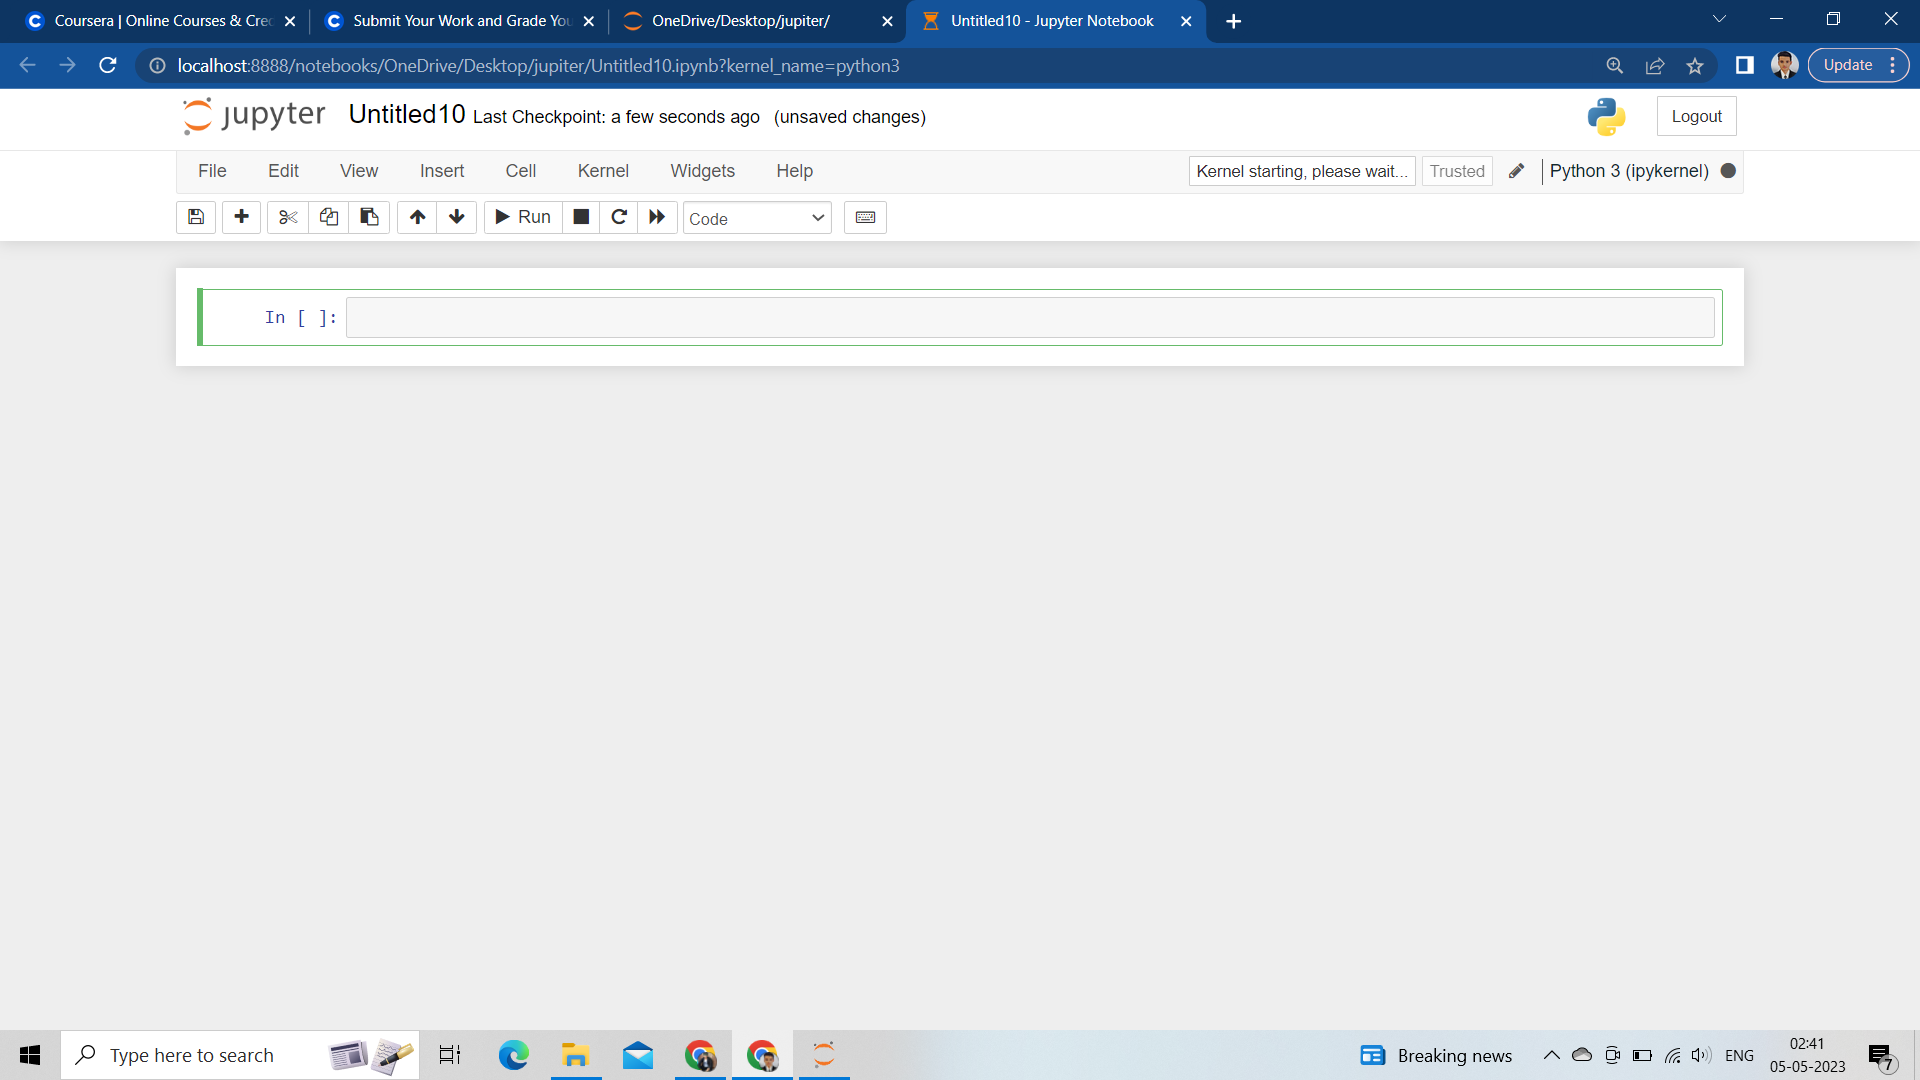 Coursera | Online Courses & Cre
Submit Your Work and Grade You
OneDrive/Desktop/jupiter/
Untitled10 - Jupyter Notebook
localhost:8888/notebooks/OneDrive/Desktop/jupiter/Untitled10.ipynb?kernel_name=python3
Update
jupyter Untitled10 Last Checkpoint: a few seconds ago (unsaved changes)
Logout
File Edit View Insert Cell Kernel Widgets Help
Kernel starting, please wait... Trusted Python 3 (ipykernel)
Run Code
In [ ]:
Type here to search
Breaking news
ENG
02:41
05-05-2023
7